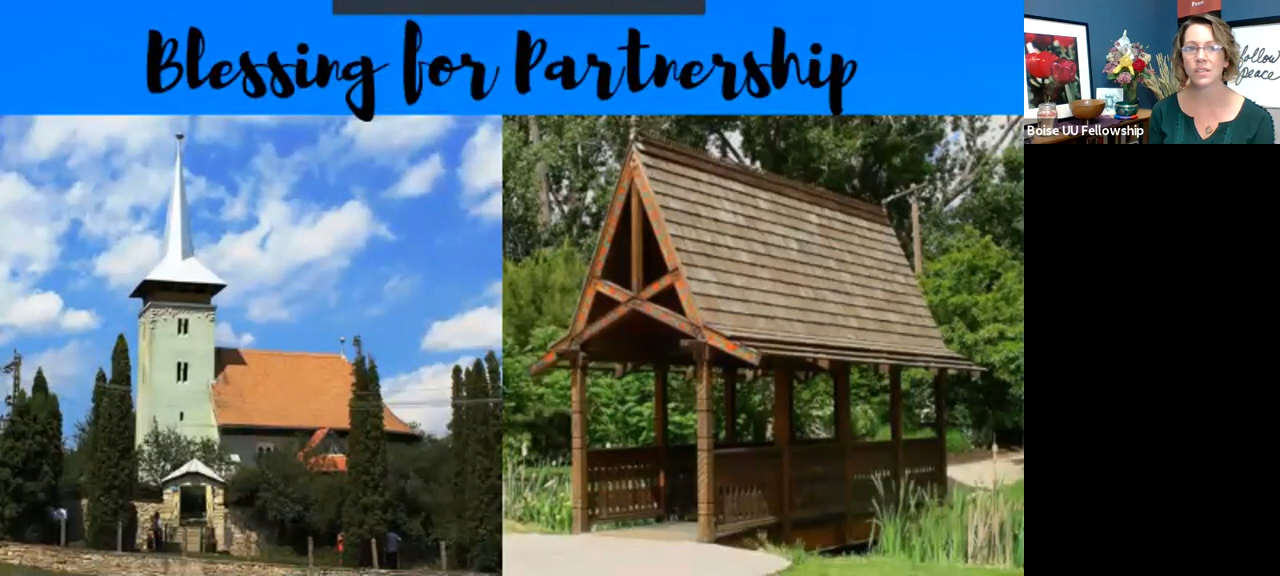 Blessing for Partnership
Peace
follow
peace
Boise UU Fellowship